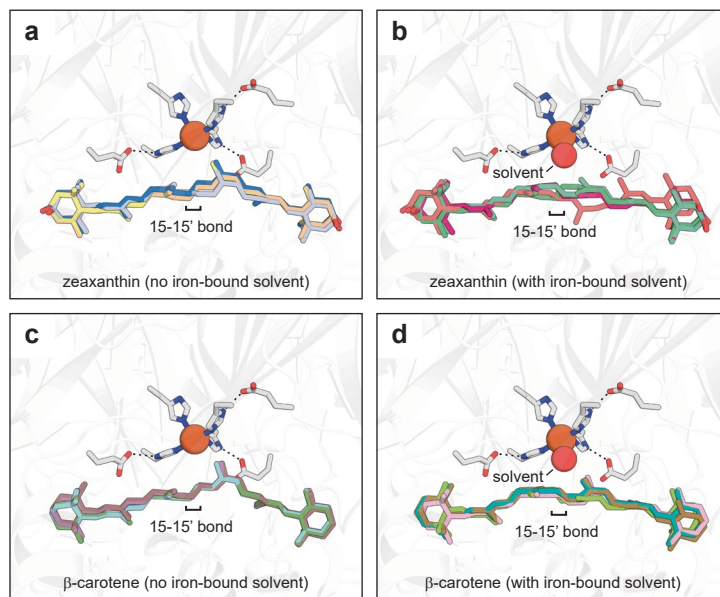 a
15-15' bond
zeaxanthin (no iron-bound solvent)
b
solvent
15-15' bond
zeaxanthin (with iron-bound solvent)
c
15-15' bond
β-carotene (no iron-bound solvent)
d
solvent
15-15' bond
β-carotene (with iron-bound solvent)